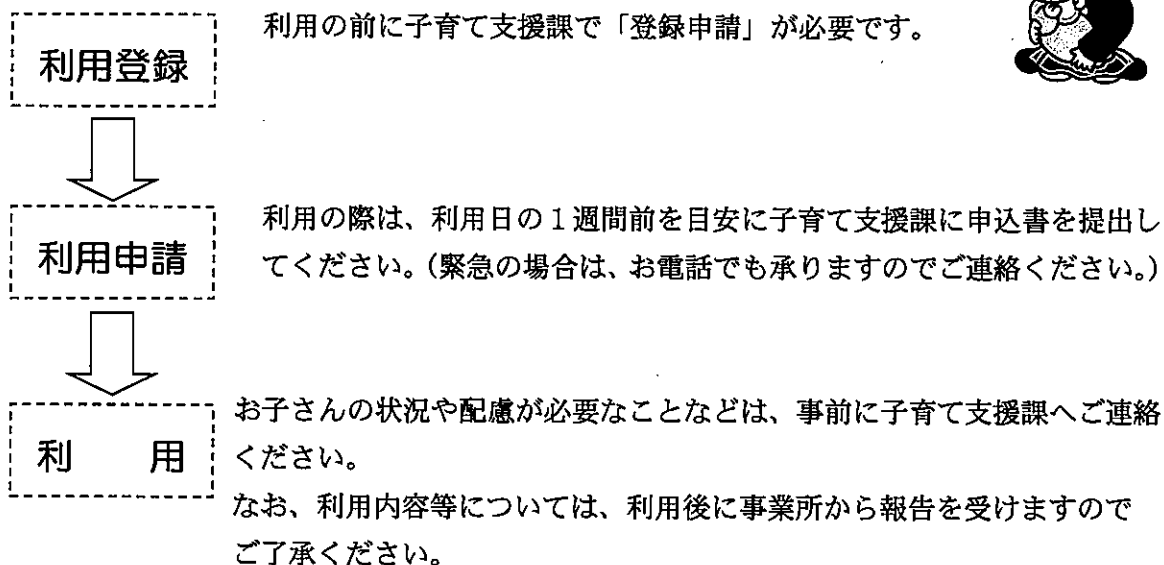 利用登録
利用の前に子育て支援課で「登録申請」が必要です。
利用申請
利用の際は、利用日の1週間前を目安に子育て支援課に申込書を提出し
てください。(緊急の場合は、お電話でも承りますのでご連絡ください。)
利　用
お子さんの状況や配慮が必要なことなどは、事前に子育て支援課へご連絡
ください。
なお、利用内容等については、利用後に事業所から報告を受けますので
ご了承ください。